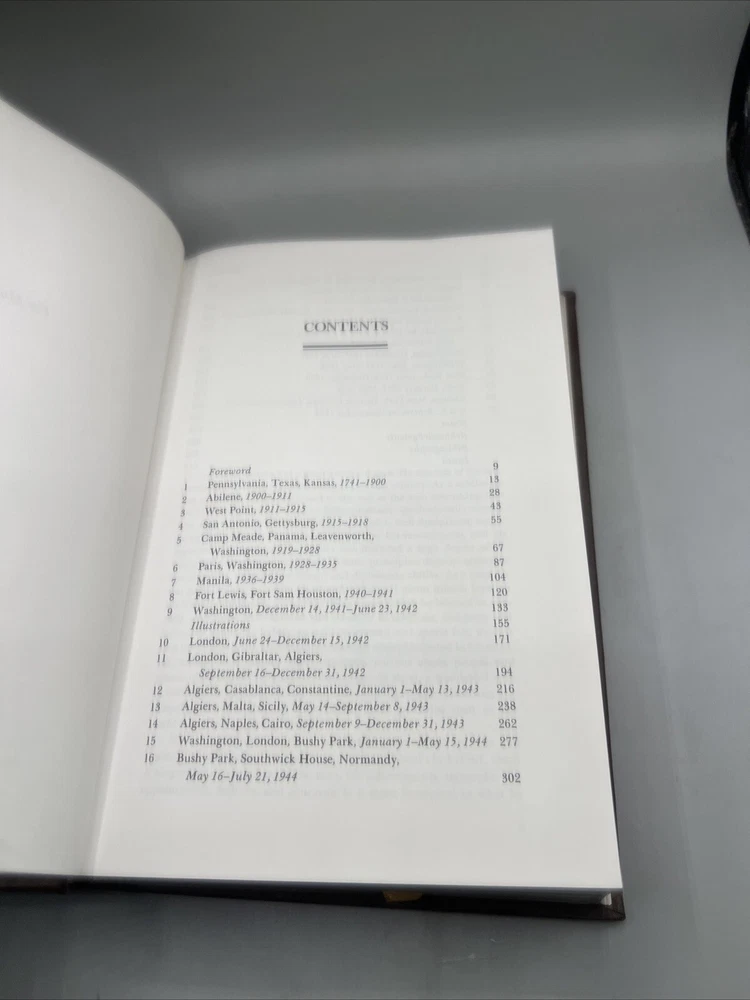 CONTENTS
Foreword 9
1 Pennsylvania, Texas, Kansas, 1741–1900 13
2 Abilene, 1900–1911 28
3 West Point, 1911–1915 43
4 San Antonio, Gettysburg, 1915–1918 55
5 Camp Meade, Panama, Leavenworth,
Washington, 1919–1928 67
6 Paris, Washington, 1928–1935 87
7 Manila, 1936–1939 104
8 Fort Lewis, Fort Sam Houston, 1940–1941 120
9 Washington, December 14, 1941–June 23, 1942 133
Illustrations 155
10 London, June 24–December 15, 1942 171
11 London, Gibraltar, Algiers,
September 16–December 31, 1942 194
12 Algiers, Casablanca, Constantine, January 1–May 13, 1943 216
13 Algiers, Malta, Sicily, May 14–September 8, 1943 238
14 Algiers, Naples, Cairo, September 9–December 31, 1943 262
15 Washington, London, Bushy Park, January 1–May 15, 1944 277
16 Bushy Park, Southwick House, Normandy,
May 16–July 21, 1944 302